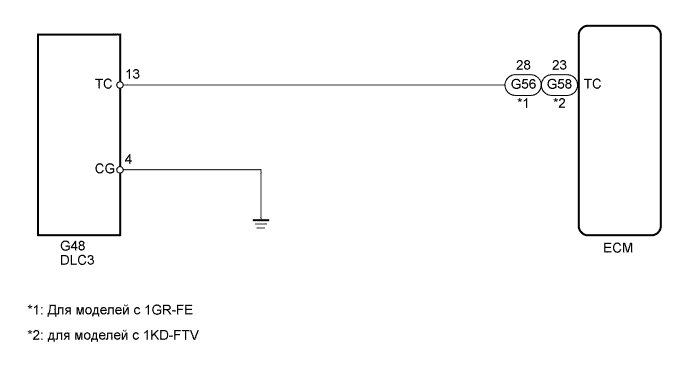 28 23
13
TC G56 G58 TC
*1 *2
4
CG
G48
DLC3
ECM
*1: Для моделей с 1GR-FE
*2: для моделей с 1KD-FTV